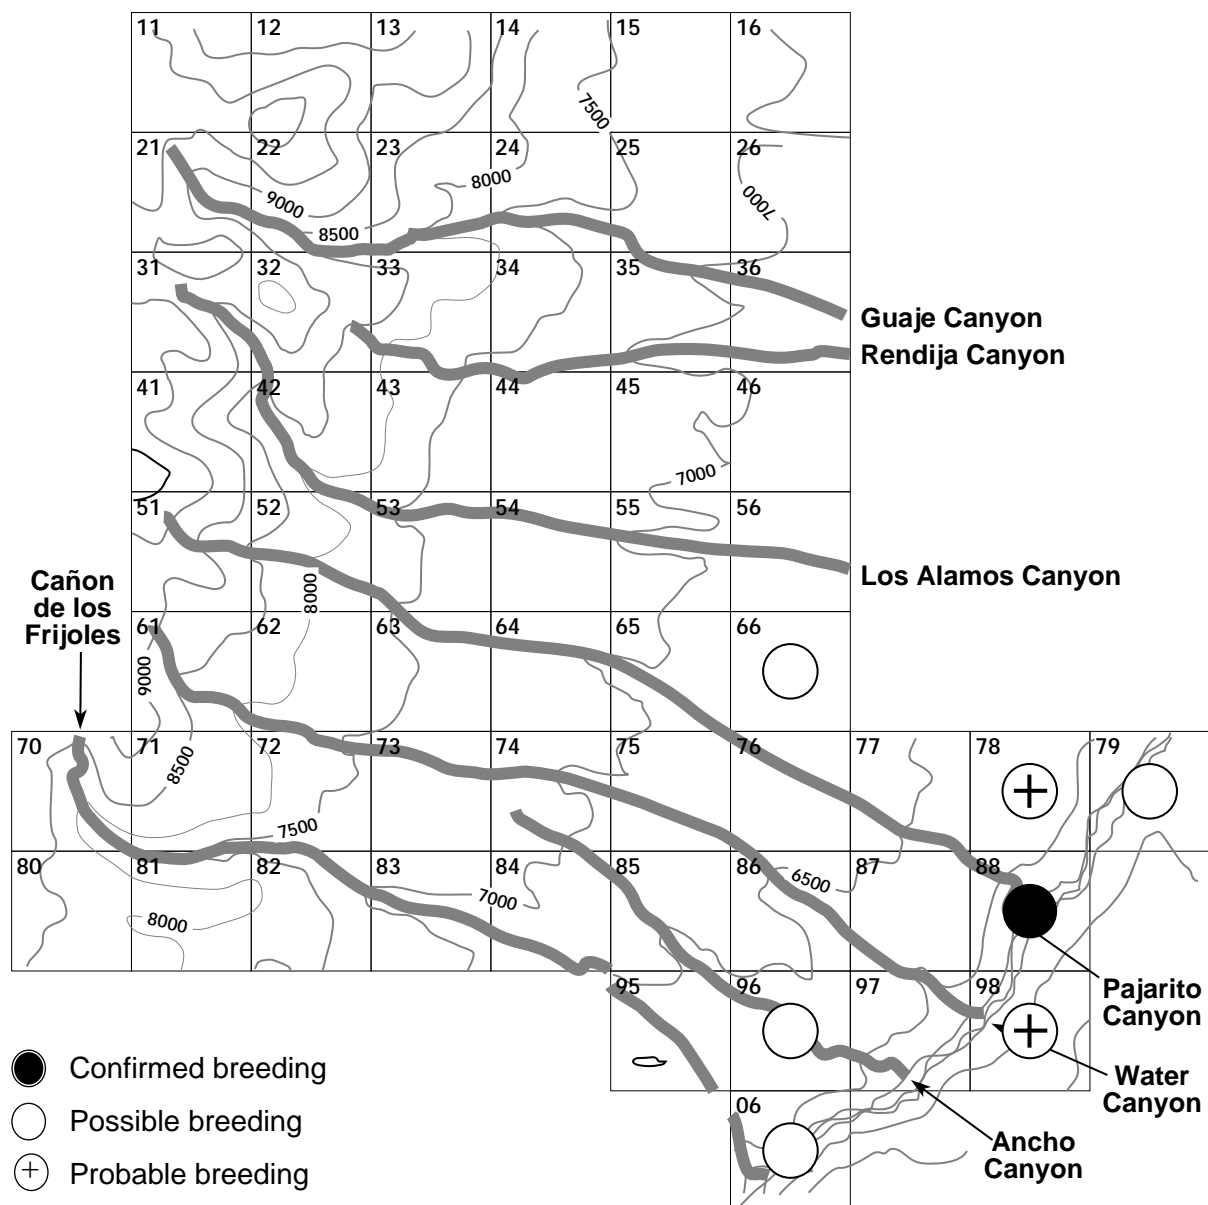 11 12 13 14 15 16
7500
21 22 23 24 25 26
8000
9000
7000
8500
31 32 33 34 35 36
Guaje Canyon
Rendija Canyon
41 42 43 44 45 46
7000
51 52 53 54 55 56
Los Alamos Canyon
Cañon
de los
Frijoles
8000
61 62 63 64 65 66
9000
70 71 72 73 74 75 76 77 78 79
8500
7500
80 81 82 83 84 85 86 87 88
6500
7000
8000
95 96 97 98
Pajarito
Canyon
Water
Canyon
06
Ancho
Canyon
Confirmed breeding
Possible breeding
Probable breeding